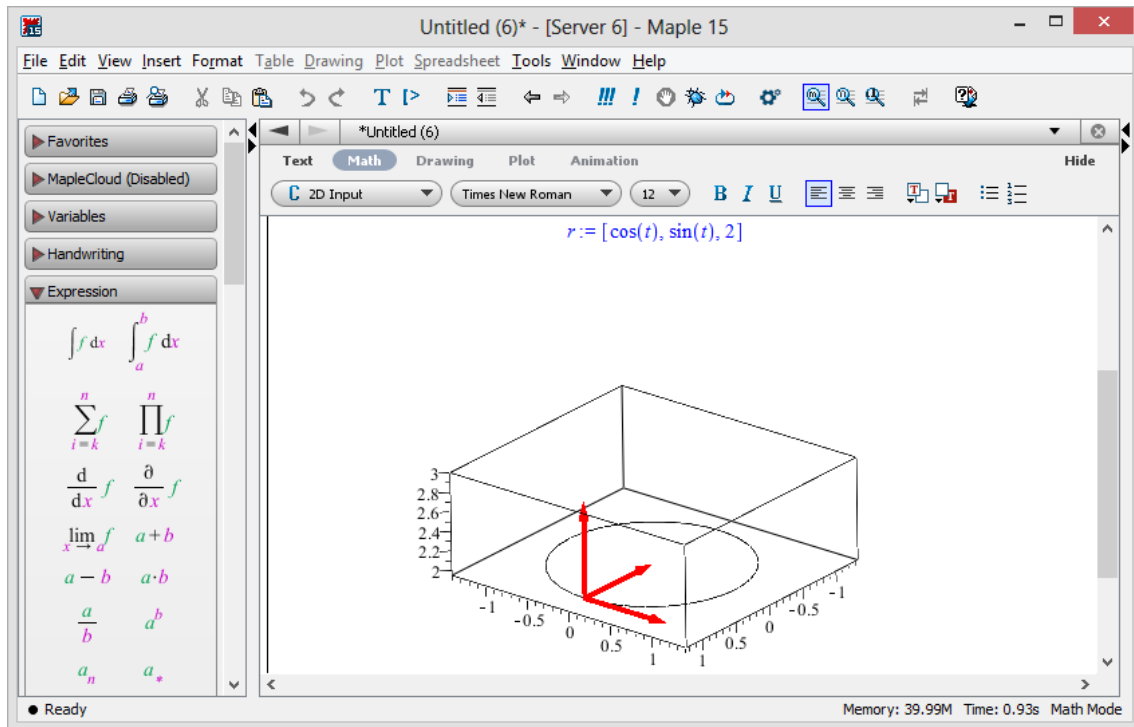 Untitled (6)* - [Server 6] - Maple 15
File Edit View Insert Format Table Drawing Plot Spreadsheet Tools Window Help
*Untitled (6)
Text Math Drawing Plot Animation Hide
C 2D Input Times New Roman 12 B I U
Favorites
MapleCloud (Disabled)
Variables
Handwriting
Expression
∫ f dx ∫_a^b f dx
∑_{i=k}^n f ∏_{i=k}^n f
d/dx f ∂/∂x f
lim_{x→a} f a+b
a − b a·b
a/b a^b
a_n a_*
r := [cos(t), sin(t), 2]
3
2.8
2.6
2.4
2.2
2
-1 -0.5 0 0.5 1
1 0.5 0 -0.5 -1
Ready Memory: 39.99M Time: 0.93s Math Mode